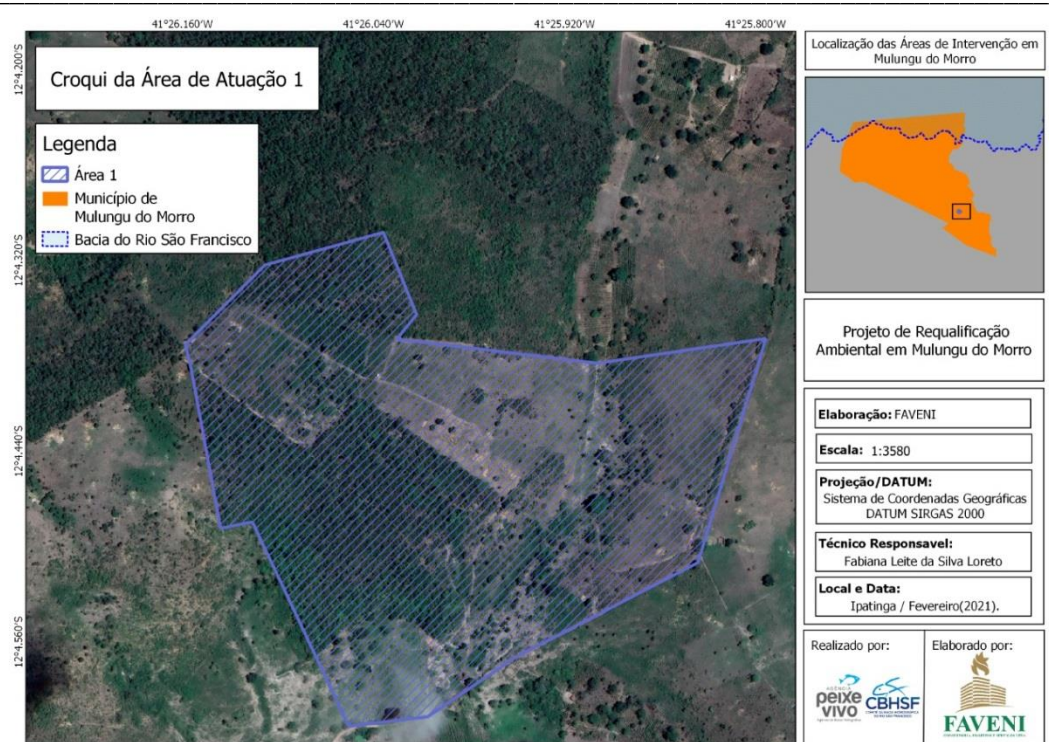 41°26.160'W
41°26.040'W
41°25.920'W
41°25.800'W
12°4.200'S
12°4.320'S
12°4.440'S
12°4.560'S
Croqui da Área de Atuação 1
Legenda
Área 1
Município de
Mulungu do Morro
Bacia do Rio São Francisco
Localização das Áreas de Intervenção em
Mulungu do Morro
Projeto de Requalificação
Ambiental em Mulungu do Morro
Elaboração: FAVENI
Escala: 1:3580
Projeção/DATUM:
Sistema de Coordenadas Geográficas
DATUM SIRGAS 2000
Técnico Responsavel:
Fabiana Leite da Silva Loreto
Local e Data:
Ipatinga / Fevereiro(2021).
Realizado por:
AGÊNCIA
peixe
vivo
CBHSF
Elaborado por:
FAVENI